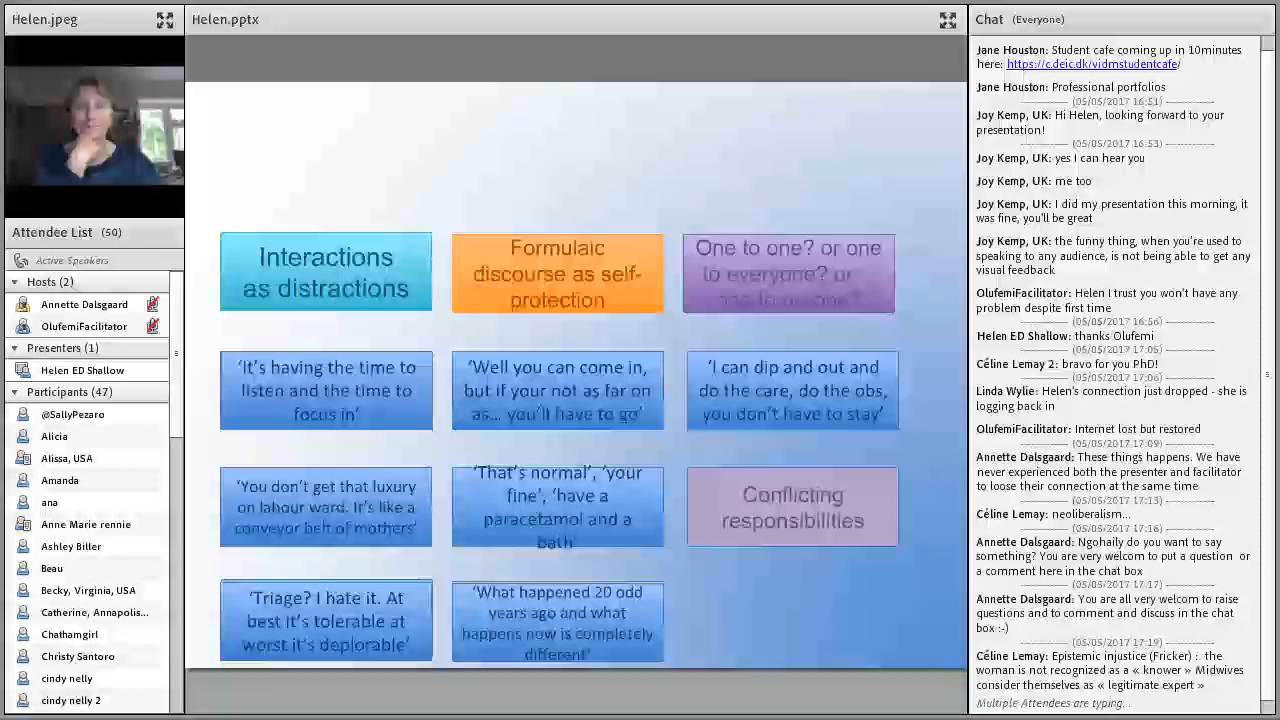 Helen.jpeg
Attendee List (50)
Active Speakers
Hosts (2)
Annette Dalsgaard
OlufemiFacilitator
Presenters (1)
Helen ED Shallow
Participants (47)
@SallyPezaro
Alicia
Alissa, USA
Amanda
ana
Anne Marie rennie
Ashley Biller
Beau
Becky, Virginia, USA
Catherine, Annapolis...
Chathamgirl
Christy Santoro
cindy nelly
cindy nelly 2
Helen.pptx
Interactions
as distractions
Formulaic
discourse as self-
protection
One to one? or one
to everyone? or
‘It’s having the time to
listen and the time to
focus in’
‘Well you can come in,
but if your not as far on
as... you’ll have to go’
‘I can dip and out and
do the care, do the obs,
you don’t have to stay’
‘You don’t get that luxury
on labour ward. It’s like a
conveyor belt of mothers’
‘That’s normal’, ‘your
fine’, ‘have a
paracetamol and a
bath’
Conflicting
responsibilities
‘Triage? I hate it. At
best it’s tolerable at
worst it’s deplorable’
‘What happened 20 odd
years ago and what
happens now is completely
different’
Chat (Everyone)
Jane Houston: Student cafe coming up in 10minutes
here: https://c.deic.dk/vidmstudentcafe/
Jane Houston: Professional portfolios
(05/05/2017 16:51)
Joy Kemp, UK: Hi Helen, looking forward to your
presentation!
(05/05/2017 16:53)
Joy Kemp, UK: yes I can hear you
Joy Kemp, UK: me too
Joy Kemp, UK: I did my presentation this morning, it
was fine, you'll be great
Joy Kemp, UK: the funny thing, when you're used to
speaking to any audience, is not being able to get any
visual feedback
OlufemiFacilitator: Helen I trust you won't have any
problem despite first time
(05/05/2017 16:56)
Helen ED Shallow: thanks Olufemi
(05/05/2017 17:05)
Céline Lemay 2: bravo for you PhD!
(05/05/2017 17:06)
Linda Wylie: Helen's connection just dropped - she is
logging back in
OlufemiFacilitator: Internet lost but restored
(05/05/2017 17:09)
Annette Dalsgaard: These things happen. We have
never experienced both the presenter and facilitator
to loose their connection at the same time
(05/05/2017 17:13)
Céline Lemay: neoliberalism...
(05/05/2017 17:16)
Annette Dalsgaard: Ngohaily do you want to say
something? You are very welcom to put a question or
a comment here in the chat box
(05/05/2017 17:17)
Annette Dalsgaard: You are all very welcom to raise
questions and to comment and discuss in the chat
box :-)
(05/05/2017 17:19)
Céline Lemay: Epistemic injustice (Fricker) : the
woman is not recognized as a « knower » Midwives
consider themselves as « legitimate expert »
Multiple Attendees are typing...